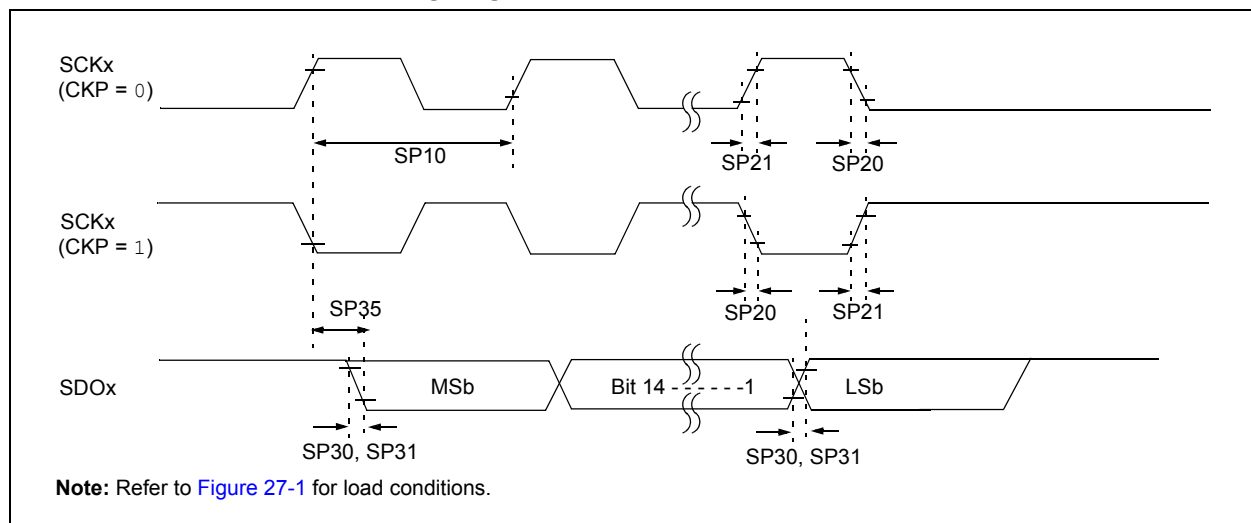 SCKx
(CKP = 0)
SP10
SP21
SP20
SCKx
(CKP = 1)
SP35
SP20
SP21
SDOx
MSb
Bit 14 - - - - - -1
LSb
SP30, SP31
SP30, SP31
Note: Refer to Figure 27-1 for load conditions.